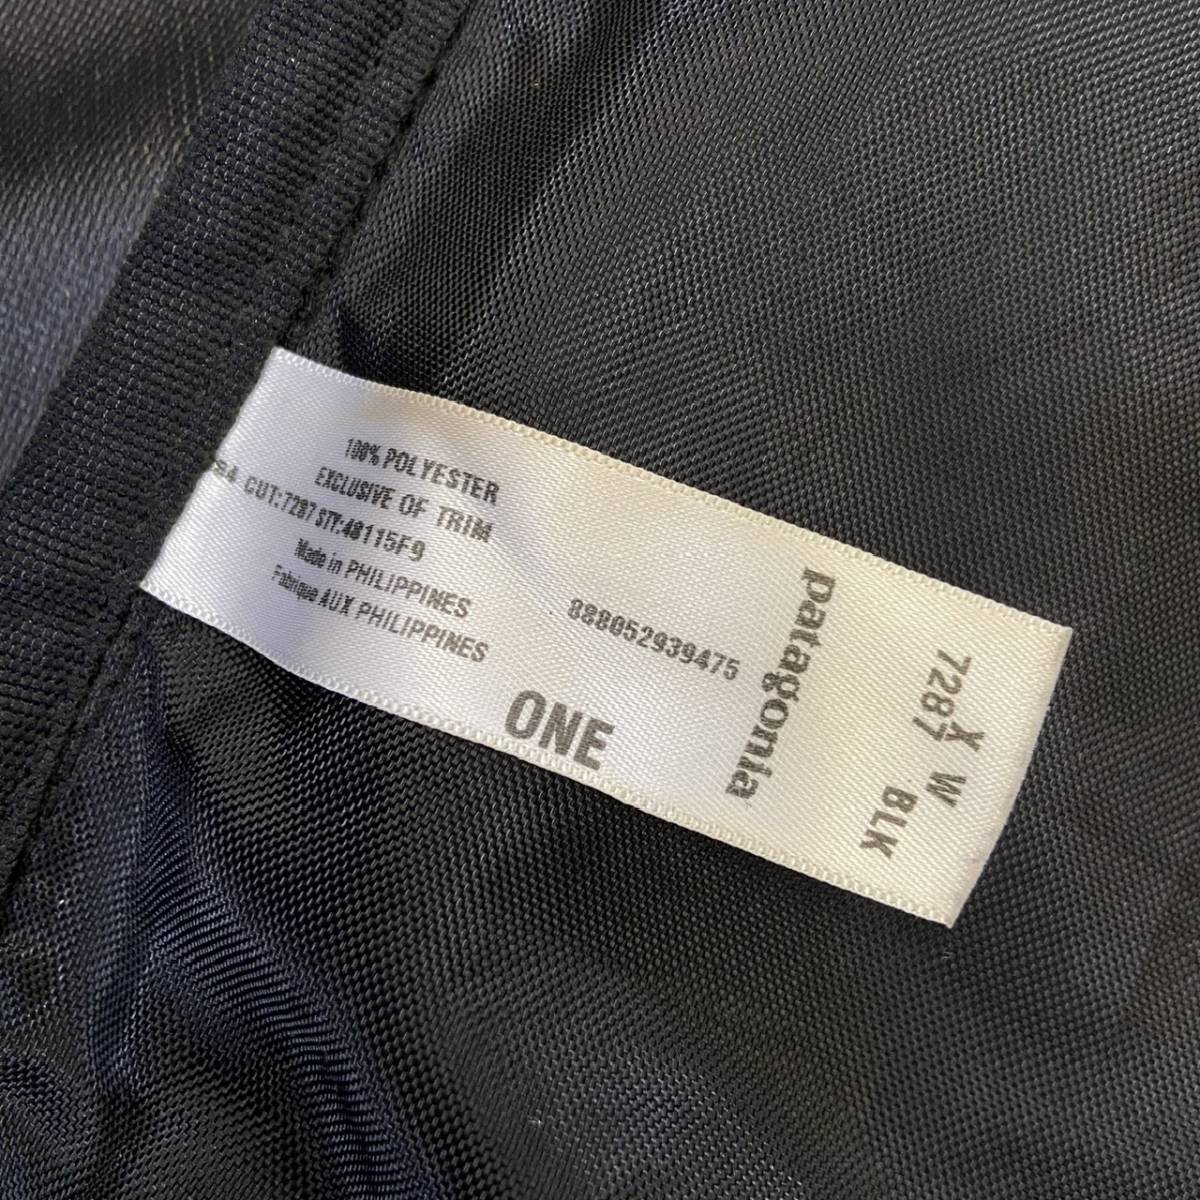 100% POLYESTER
EXCLUSIVE OF TRIM
CUT:7287 STY:48115F9
Made in PHILIPPINES
Fabrique AUX PHILIPPINES
888052939475
ONE
patagonia
7287 BLK
X W